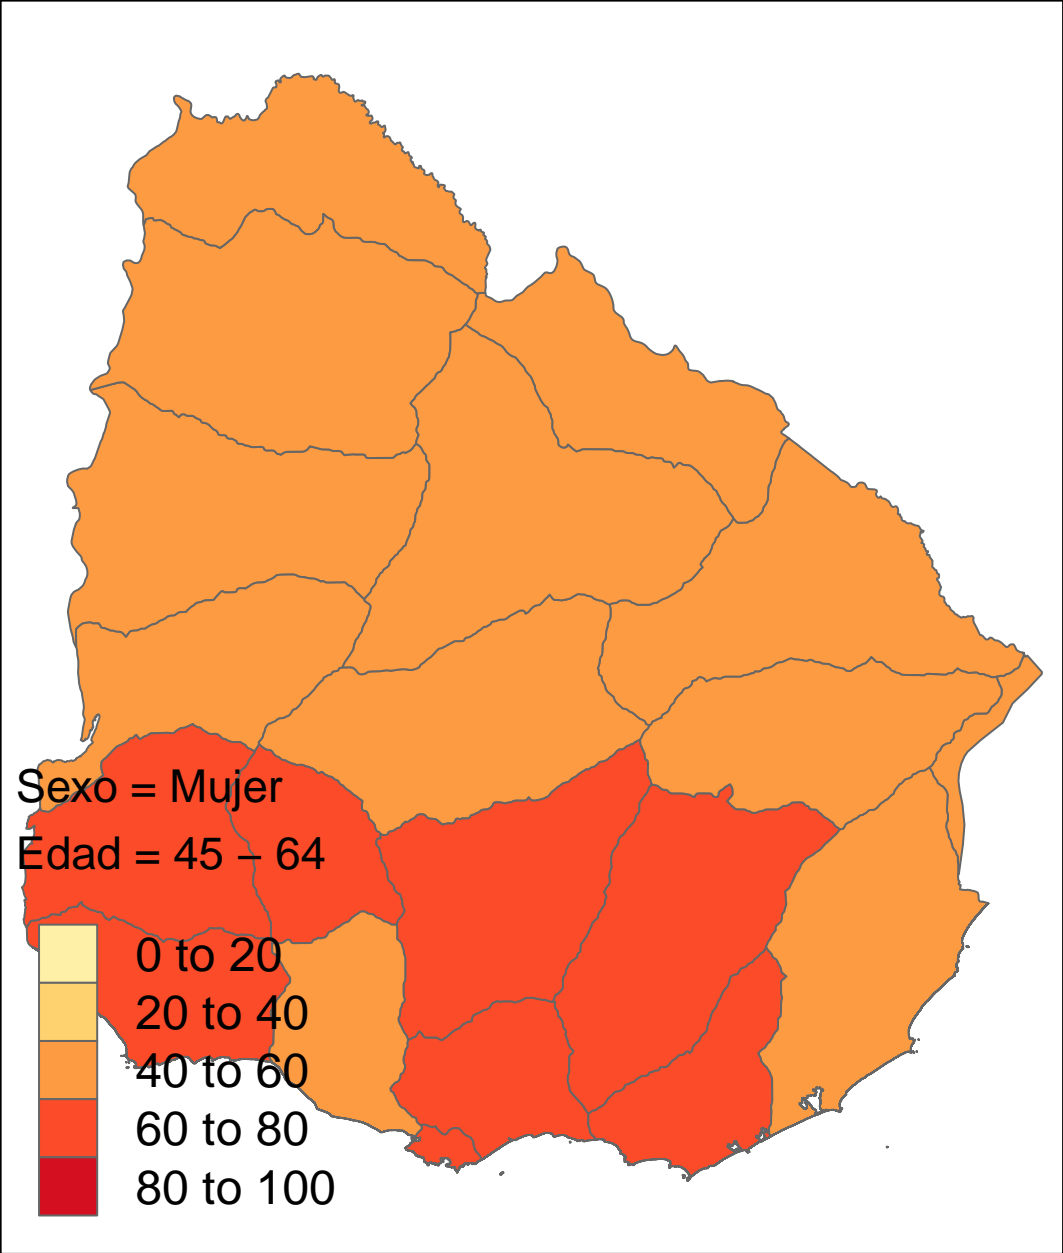 Sexo = Mujer
Edad = 45 – 64
0 to 20
20 to 40
40 to 60
60 to 80
80 to 100